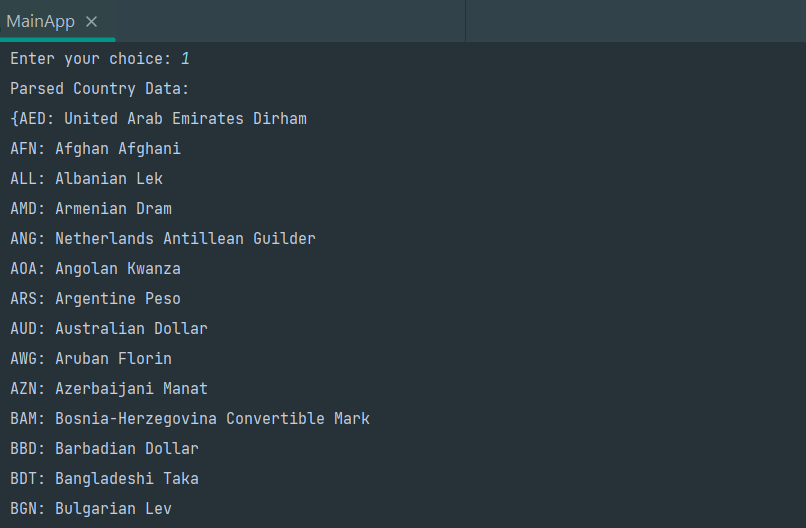 MainApp ×
Enter your choice: 1
Parsed Country Data:
{AED: United Arab Emirates Dirham
AFN: Afghan Afghani
ALL: Albanian Lek
AMD: Armenian Dram
ANG: Netherlands Antillean Guilder
AOA: Angolan Kwanza
ARS: Argentine Peso
AUD: Australian Dollar
AWG: Aruban Florin
AZN: Azerbaijani Manat
BAM: Bosnia-Herzegovina Convertible Mark
BBD: Barbadian Dollar
BDT: Bangladeshi Taka
BGN: Bulgarian Lev